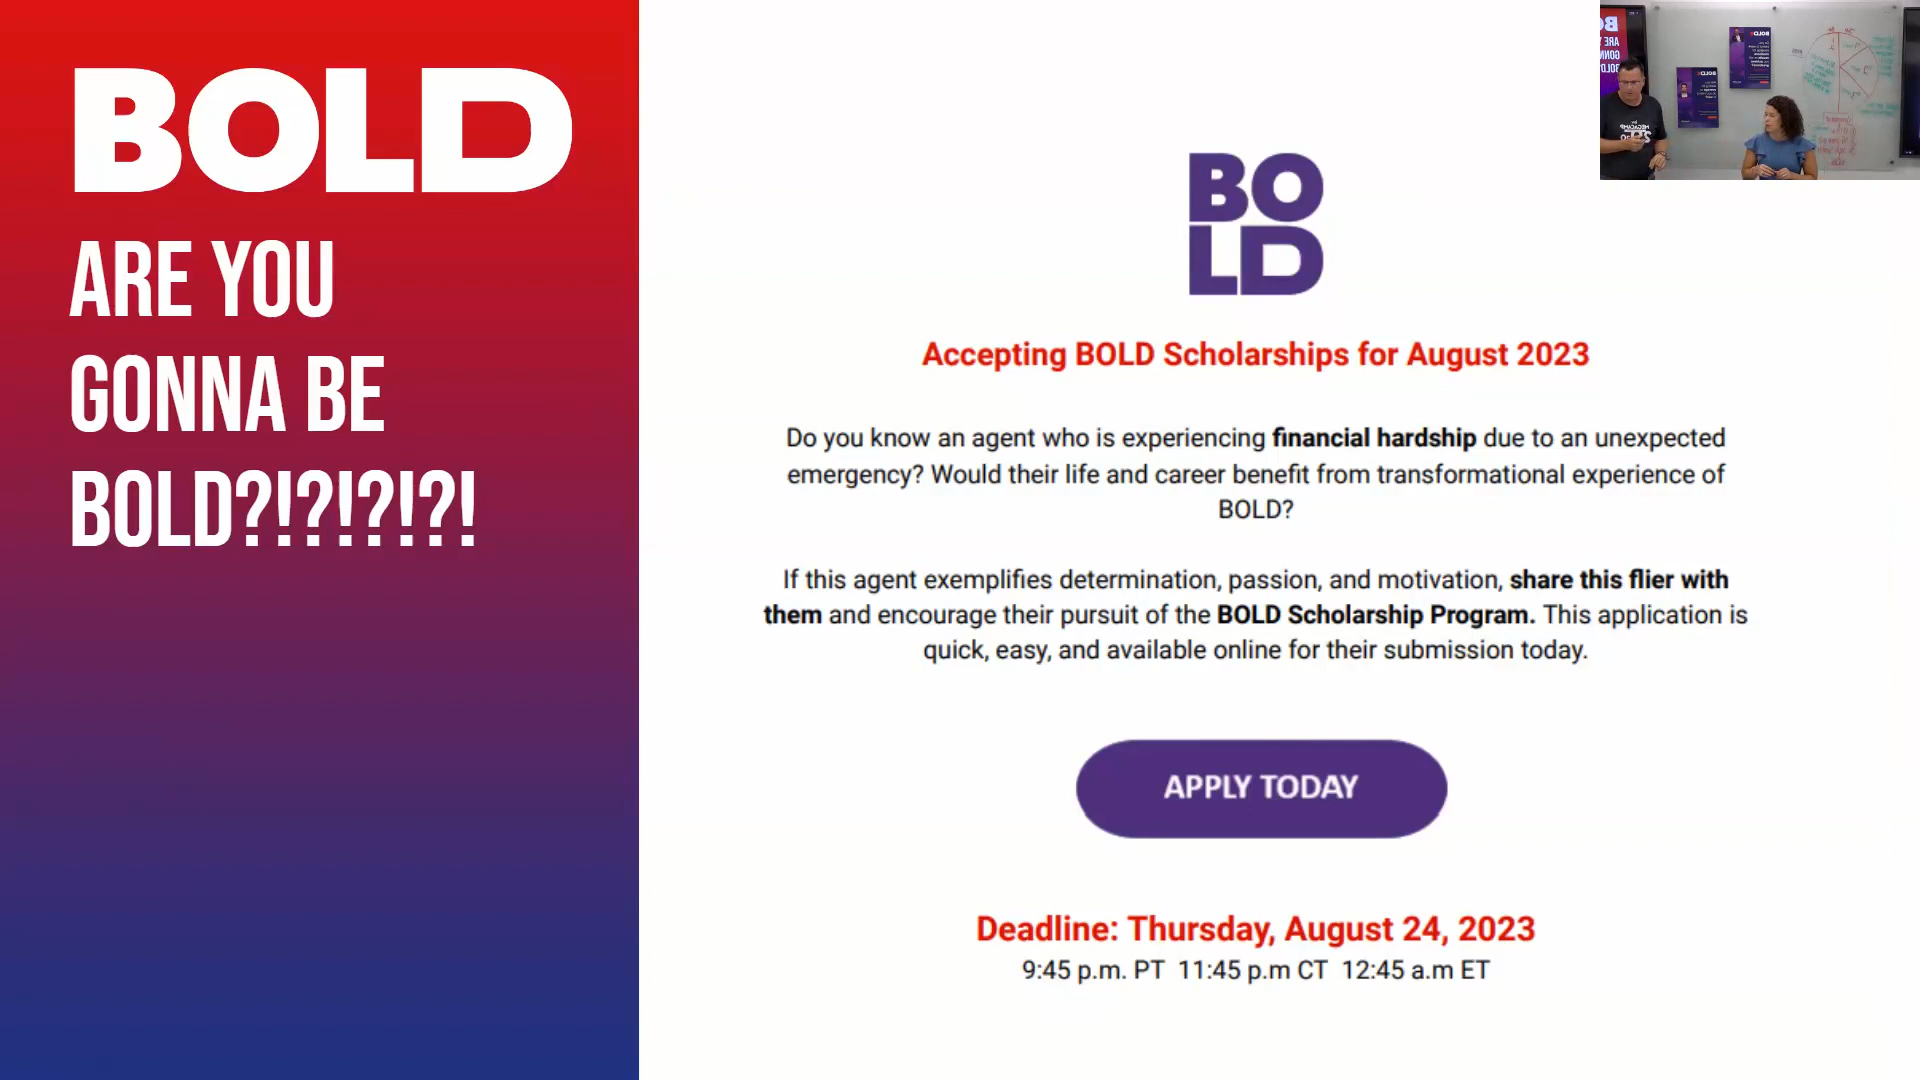 BOLD
ARE YOU
GONNA BE
BOLD?!?!?!?!
BO
LD
Accepting BOLD Scholarships for August 2023
Do you know an agent who is experiencing financial hardship due to an unexpected
emergency? Would their life and career benefit from transformational experience of
BOLD?
If this agent exemplifies determination, passion, and motivation, share this flier with
them and encourage their pursuit of the BOLD Scholarship Program. This application is
quick, easy, and available online for their submission today.
APPLY TODAY
Deadline: Thursday, August 24, 2023
9:45 p.m. PT 11:45 p.m CT 12:45 a.m ET